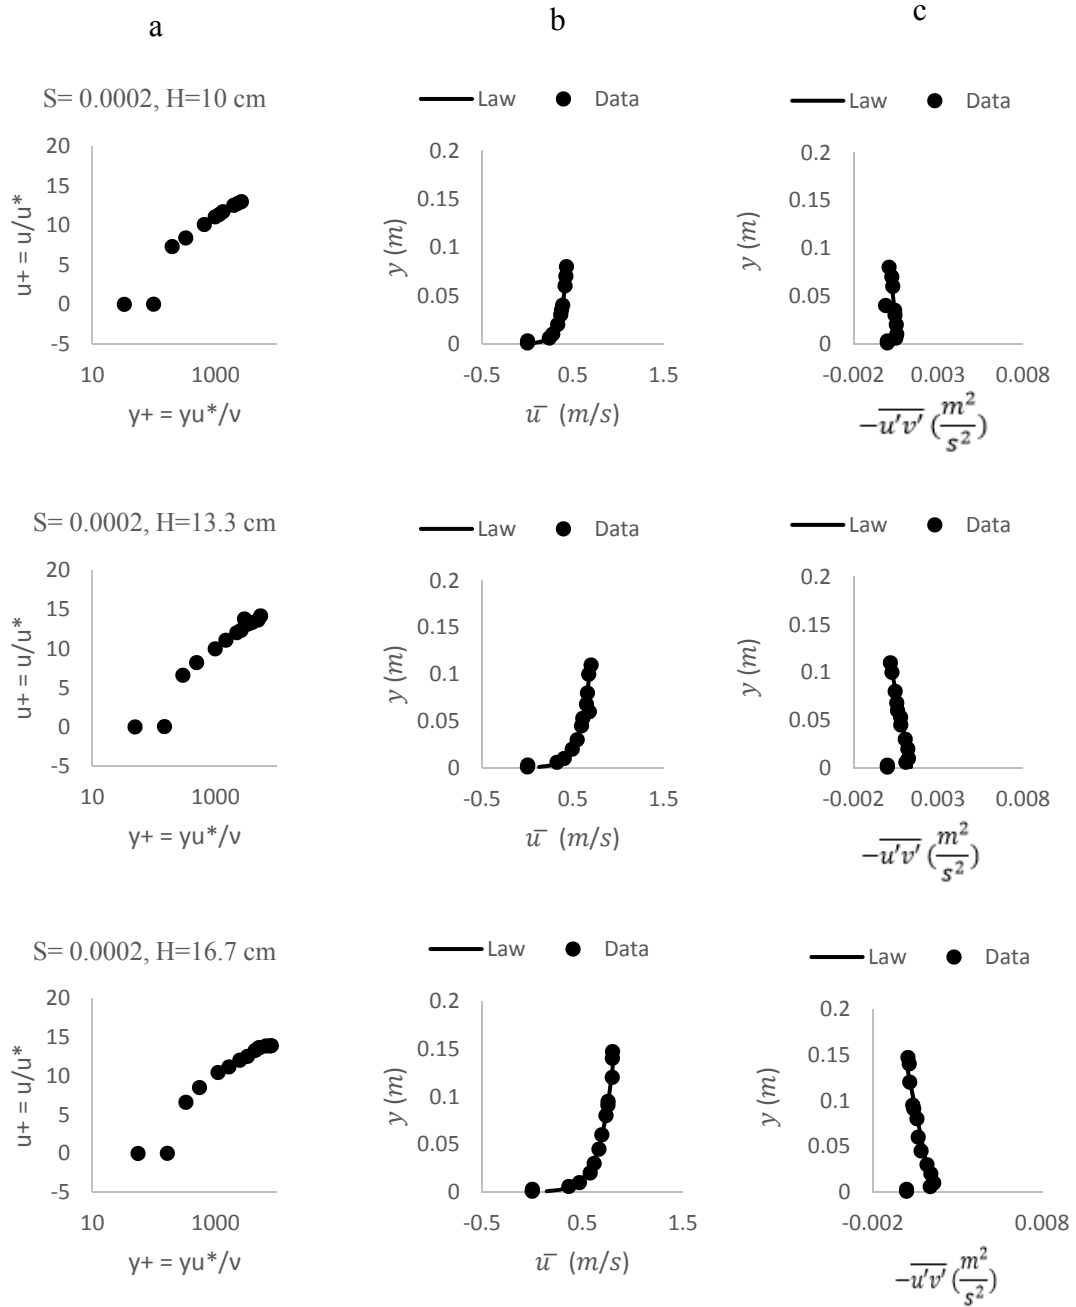 a
b
c
S= 0.0002, H=10 cm
Law Data
Law Data
20
15
10
5
0
-5
u+ = u/u*
10 1000
y+ = yu*/ν
0.2
0.15
0.1
0.05
0
y (m)
-0.5 0.5 1.5
u̅ (m/s)
0.2
0.15
0.1
0.05
0
y (m)
-0.002 0.003 0.008
−u′v′ (m²/s²)
S= 0.0002, H=13.3 cm
Law Data
Law Data
20
15
10
5
0
-5
u+ = u/u*
10 1000
y+ = yu*/ν
0.2
0.15
0.1
0.05
0
y (m)
-0.5 0.5 1.5
u̅ (m/s)
0.2
0.15
0.1
0.05
0
y (m)
-0.002 0.003 0.008
−u′v′ (m²/s²)
S= 0.0002, H=16.7 cm
Law Data
Law Data
20
15
10
5
0
-5
u+ = u/u*
10 1000
y+ = yu*/ν
0.2
0.15
0.1
0.05
0
y (m)
-0.5 0.5 1.5
u̅ (m/s)
0.2
0.15
0.1
0.05
0
y (m)
-0.002 0.008
−u′v′ (m²/s²)